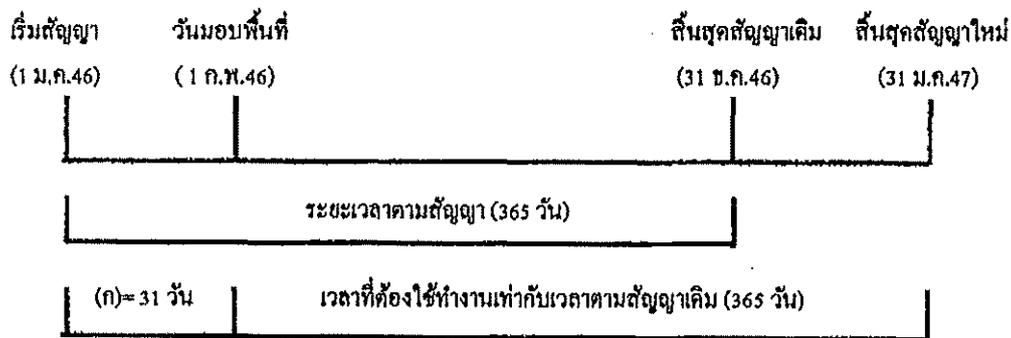 เริ่มสัญญา วันมอบพื้นที่ สิ้นสุดสัญญาเดิม สิ้นสุดสัญญาใหม่
(1 ม.ค.46) (1 ก.พ.46) (31 ธ.ค.46) (31 ม.ค.47)
ระยะเวลาตามสัญญา (365 วัน)
(ก)= 31 วัน เวลาที่ต้องใช้ทำงานเท่ากับเวลาตามสัญญาเดิม (365 วัน)